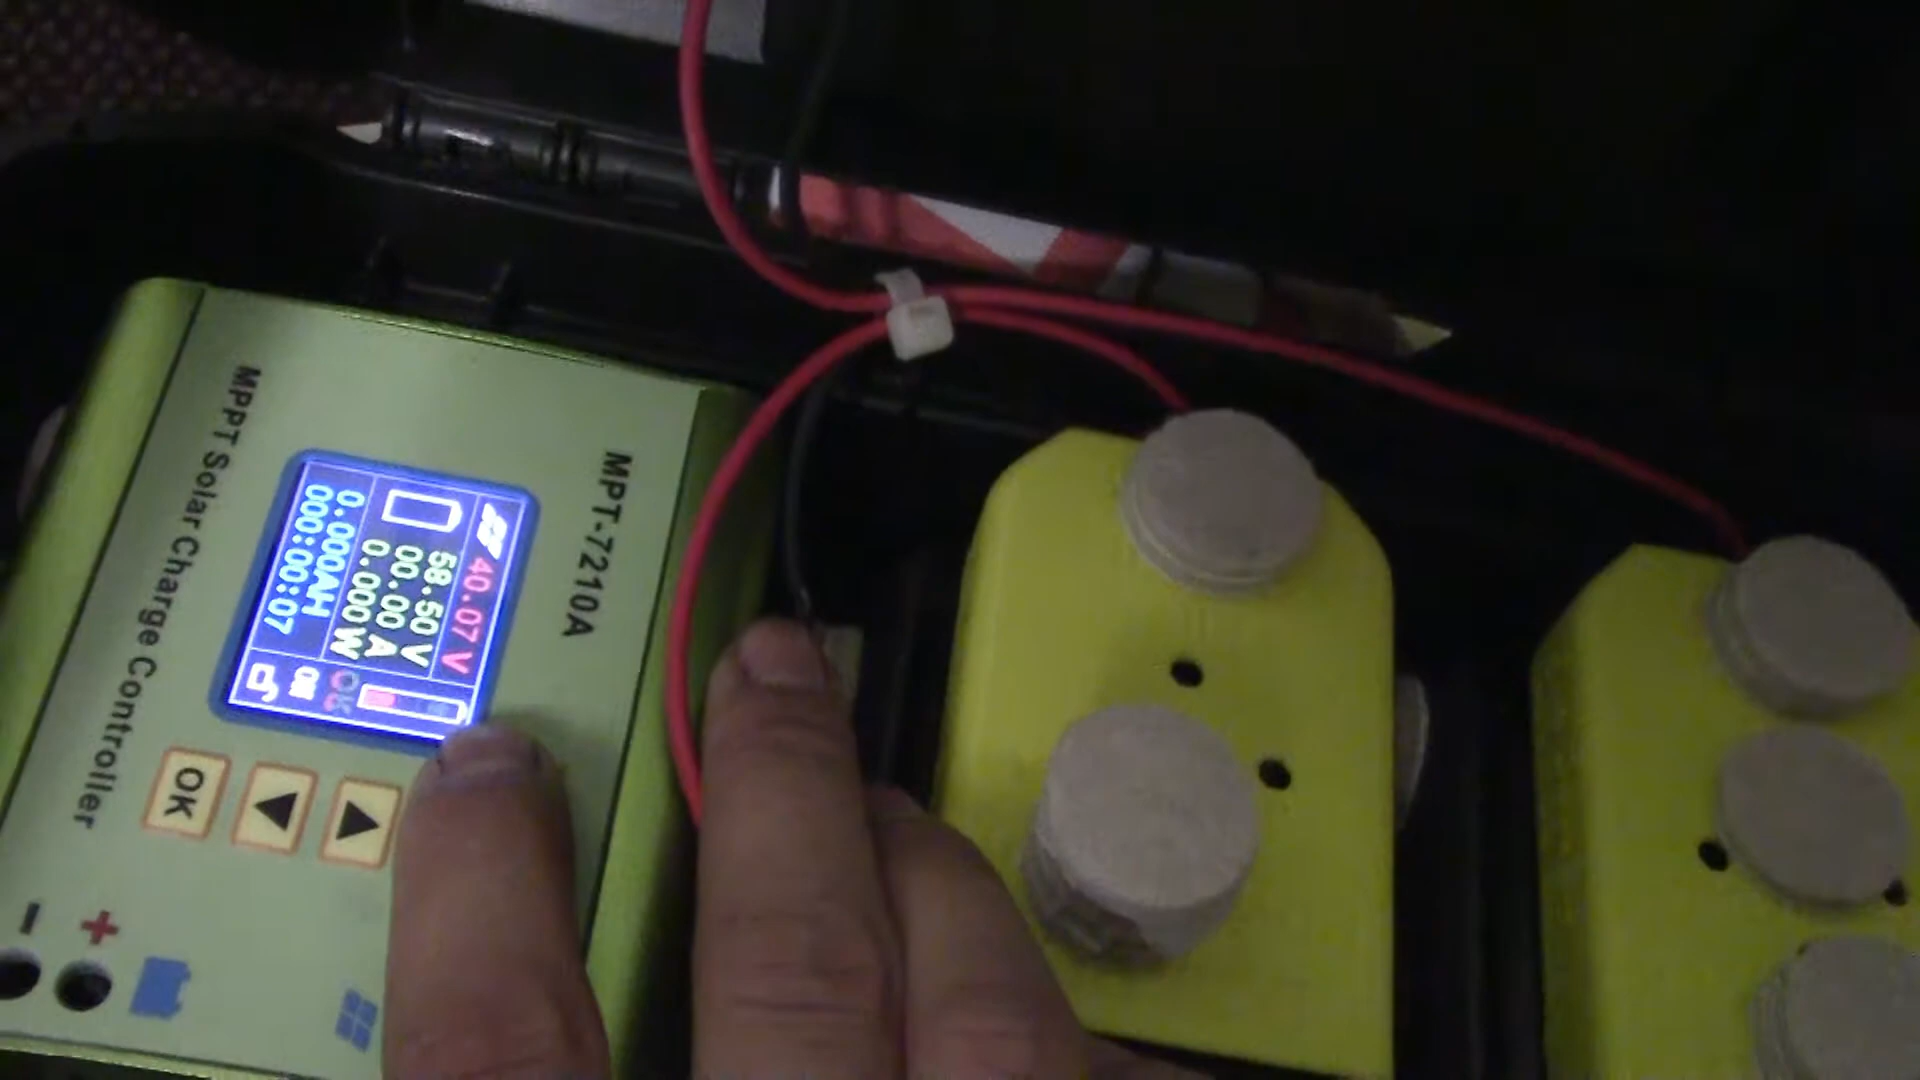 MPT-7210A
40.07 V
58.50 V
00.00 A
0.000W
0.000AH
000:00:07
OK
MPPT Solar Charge Controller
▲
▼
OK
+
-